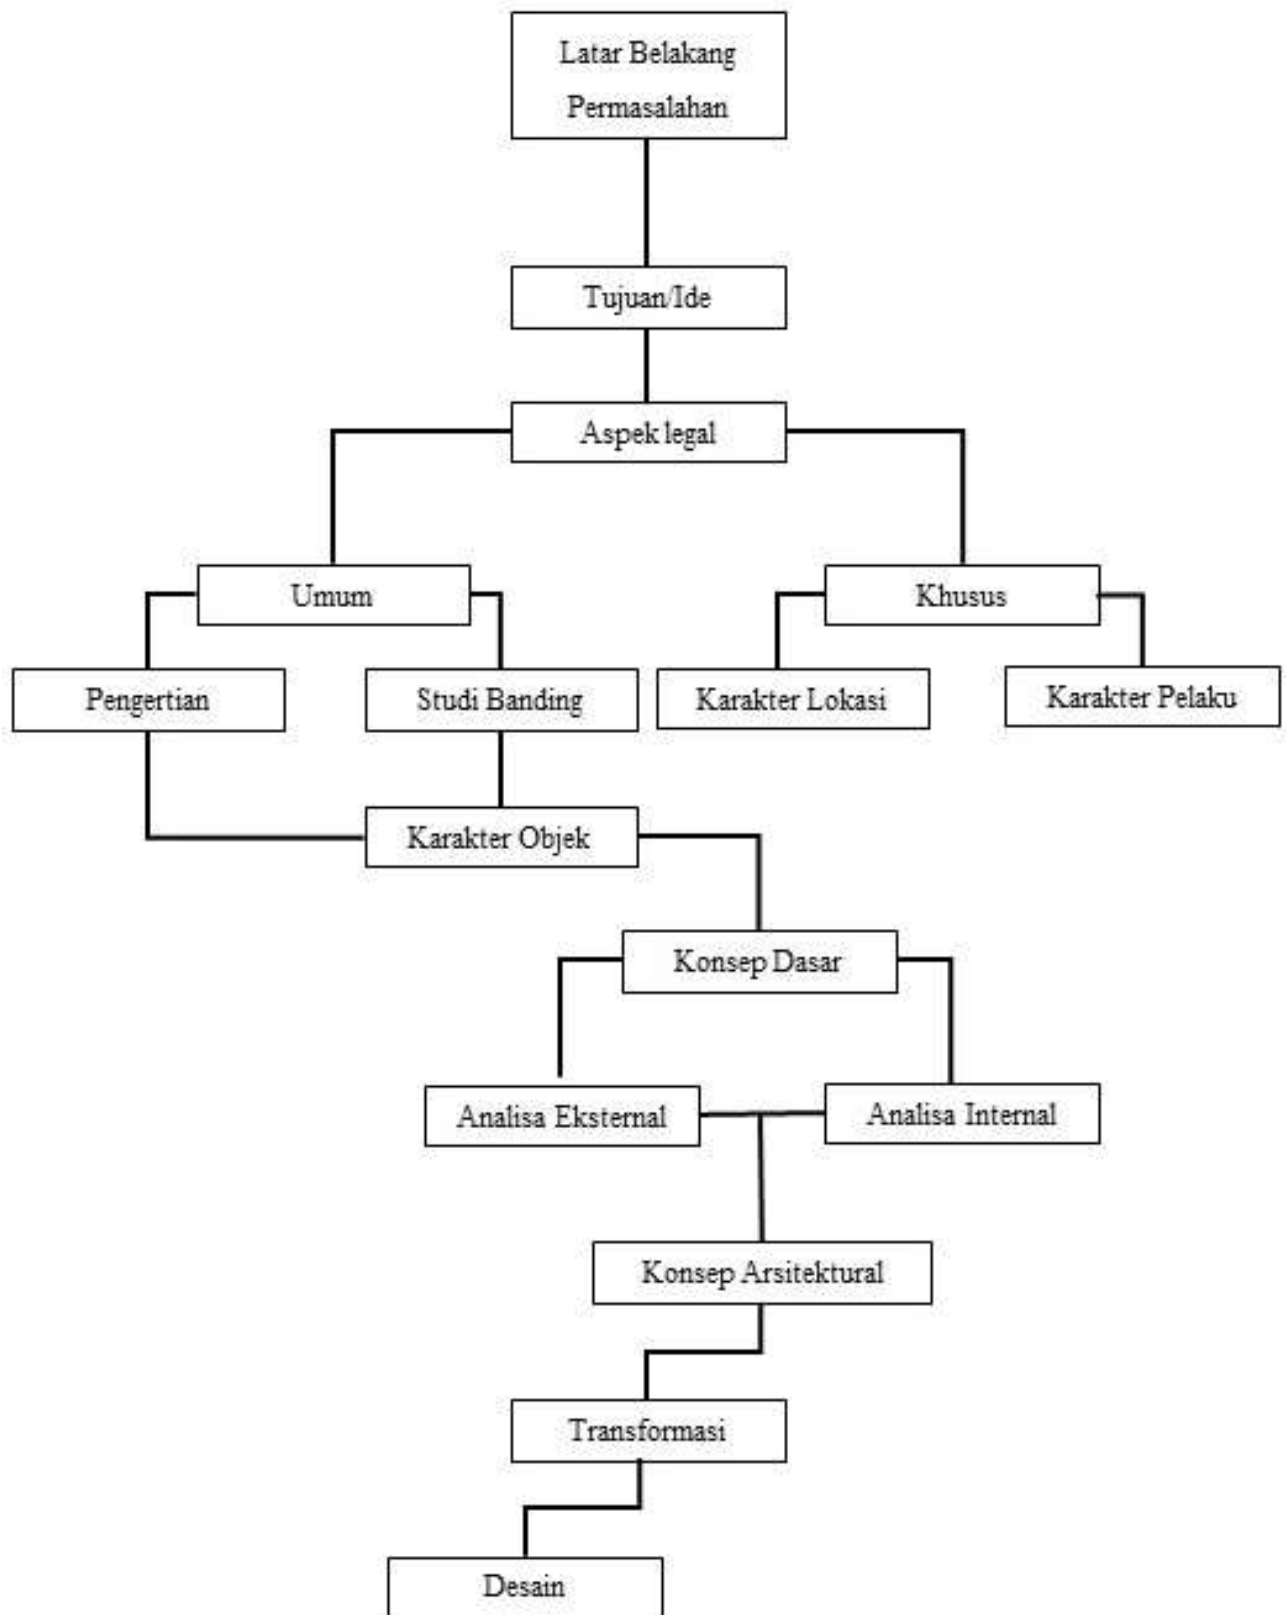 Latar Belakang
Permasalahan
Tujuan/Ide
Aspek legal
Umum
Khusus
Pengertian
Studi Banding
Karakter Lokasi
Karakter Pelaku
Karakter Objek
Konsep Dasar
Analisa Eksternal
Analisa Internal
Konsep Arsitektural
Transformasi
Desain